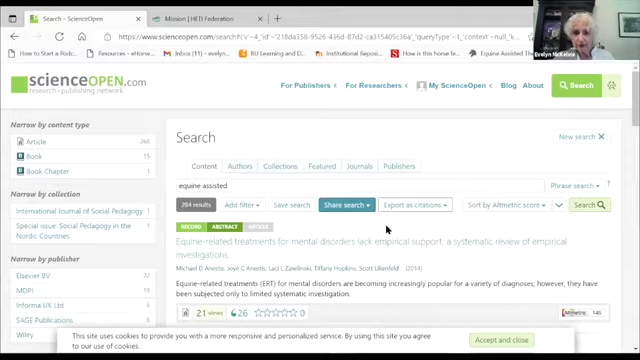 Search – ScienceOpen
Mission | HETI Federation
https://www.scienceopen.com/search#('v'~4_'id'~'218da358-9526-436d-8372-ca315405c36a'_'queryType'~1_'context'~null_'k
How to Start a Podc...
Resources - eHorse
Inbox (11) - evelyn...
BU Learning and D...
Institutional Reposi...
How is this horse f...
Equine Assisted Th
Evelyn McKelvie
scienceOPEN.com
research + publishing network
For Publishers
For Researchers
My ScienceOpen
Blog
About
Search
Narrow by content type
Article 266
Book 15
Book Chapter 1
Narrow by collection
International Journal of Social Pedagogy 1
Special issue: Social Pedagogy in the Nordic Countries 1
Narrow by publisher
Elsevier BV 22
MDPI 19
Informa UK Ltd
SAGE Publications
Wiley
Search
New search X
Content
Authors
Collections
Featured
Journals
Publishers
equine assisted
Phrase search
284 results
Add filter
Save search
Share search
Export as citations
Sort by Altmetric score
Search
RECORD
ABSTRACT
ARTICLE
Equine-related treatments for mental disorders lack empirical support: a systematic review of empirical
investigations.
Michael D Anestis, Joye C Anestis, Laci L Zawilinski, Tiffany Hopkins, Scott Lilienfeld (2014)
Equine-related treatments (ERT) for mental disorders are becoming increasingly popular for a variety of diagnoses; however, they have
been subjected only to limited systematic investigation.
21 views
26
0
Altmetric 145
This site uses cookies to provide you with a more responsive and personalized service. By using this site you agree
to our use of cookies.
Accept and close